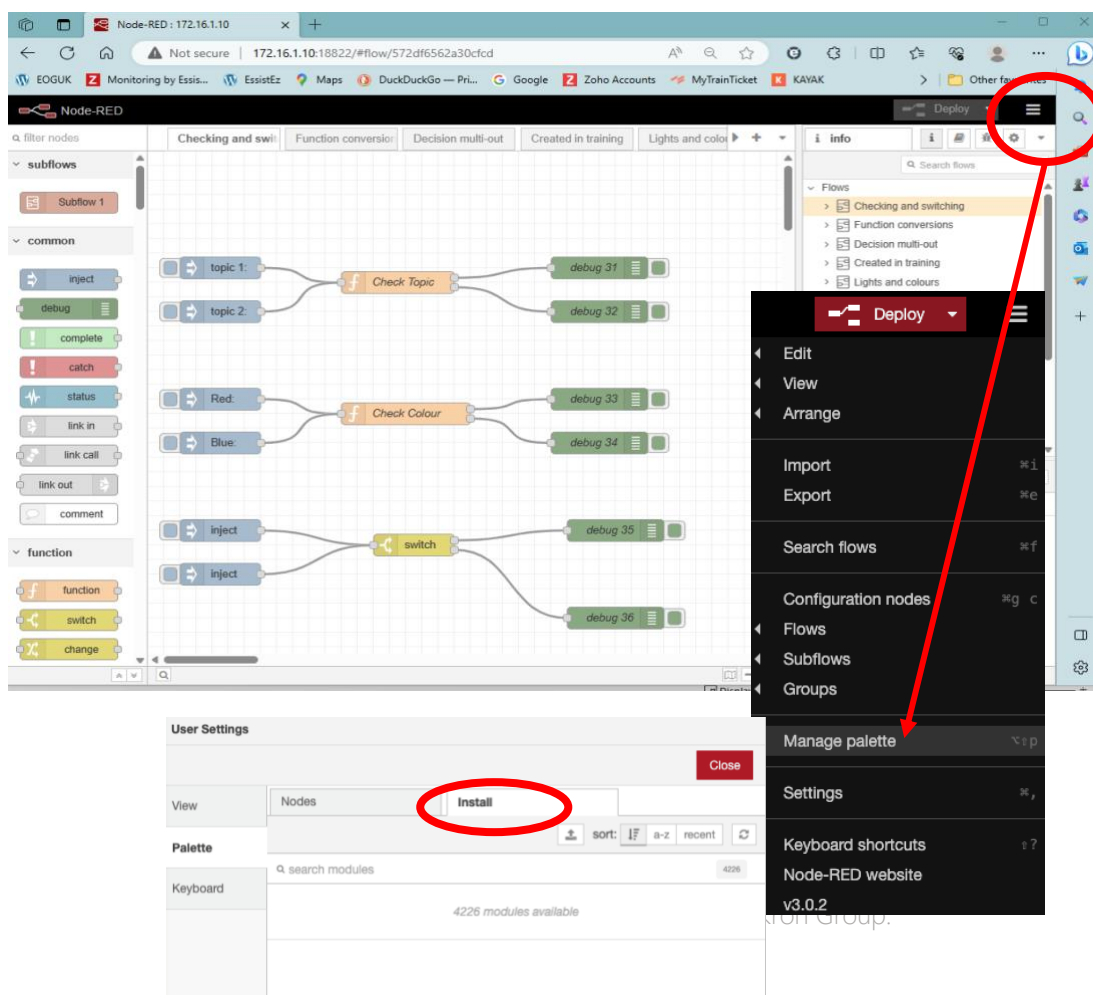 Node-RED : 172.16.1.10
Not secure | 172.16.1.10:18822/#flow/572df6562a30cfcd
EOGUK Monitoring by Essis... EssistEz Maps DuckDuckGo — Pri... Google Zoho Accounts MyTrainTicket KAYAK Other favourites
Node-RED Deploy
filter nodes
Checking and swit Function conversion Decision multi-out Created in training Lights and colou
i info
subflows
Subflow 1
common
inject
debug
complete
catch
status
link in
link call
link out
comment
function
function
switch
change
topic 1:
topic 2:
Check Topic
debug 31
debug 32
Red:
Blue:
Check Colour
debug 33
debug 34
inject
inject
switch
debug 35
debug 36
Search flows
Flows
Checking and switching
Function conversions
Decision multi-out
Created in training
Lights and colours
Deploy
Edit
View
Arrange
Import ⌘i
Export ⌘e
Search flows ⌘f
Configuration nodes ⌘g c
Flows
Subflows
Groups
Manage palette ⌥⇧p
Settings ⌘,
Keyboard shortcuts ⇧?
Node-RED website
v3.0.2
User Settings
Close
View
Palette
Keyboard
Nodes Install
sort: a-z recent
search modules 4226
4226 modules available
Group.